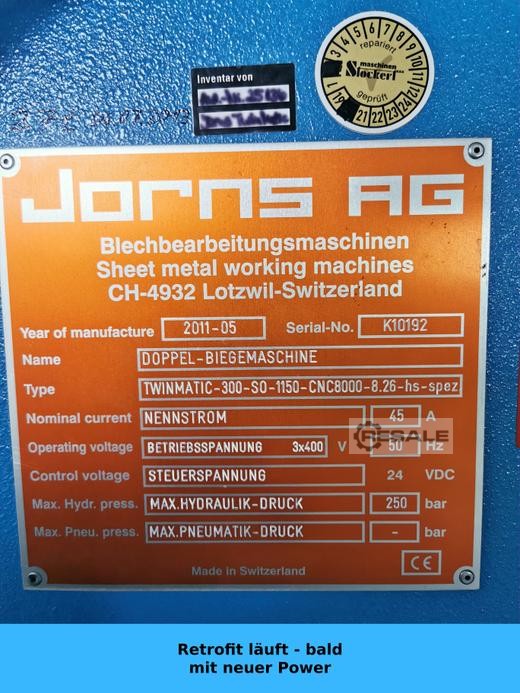 3 4 5 6 7 8 9 10 11
repariert
maschinen
Stockert
geprüft
21 22 23 24
Inventar von
Jorns AG
Blechbearbeitungsmaschinen
Sheet metal working machines
CH-4932 Lotzwil-Switzerland
Year of manufacture 2011-05 Serial-No. K10192
Name DOPPEL-BIEGEMASCHINE
Type TWINMATIC-300-SO-1150-CNC8000-8.26-hs-spez
Nominal current NENNSTROM 45 A
RESALE
Operating voltage BETRIEBSSPANNUNG 3x400 V 50 Hz
Control voltage STEUERSPANNUNG 24 VDC
Max. Hydr. press. MAX.HYDRAULIK-DRUCK 250 bar
Max. Pneu. press. MAX.PNEUMATIK-DRUCK - bar
Made in Switzerland
CE
Retrofit läuft - bald
mit neuer Power